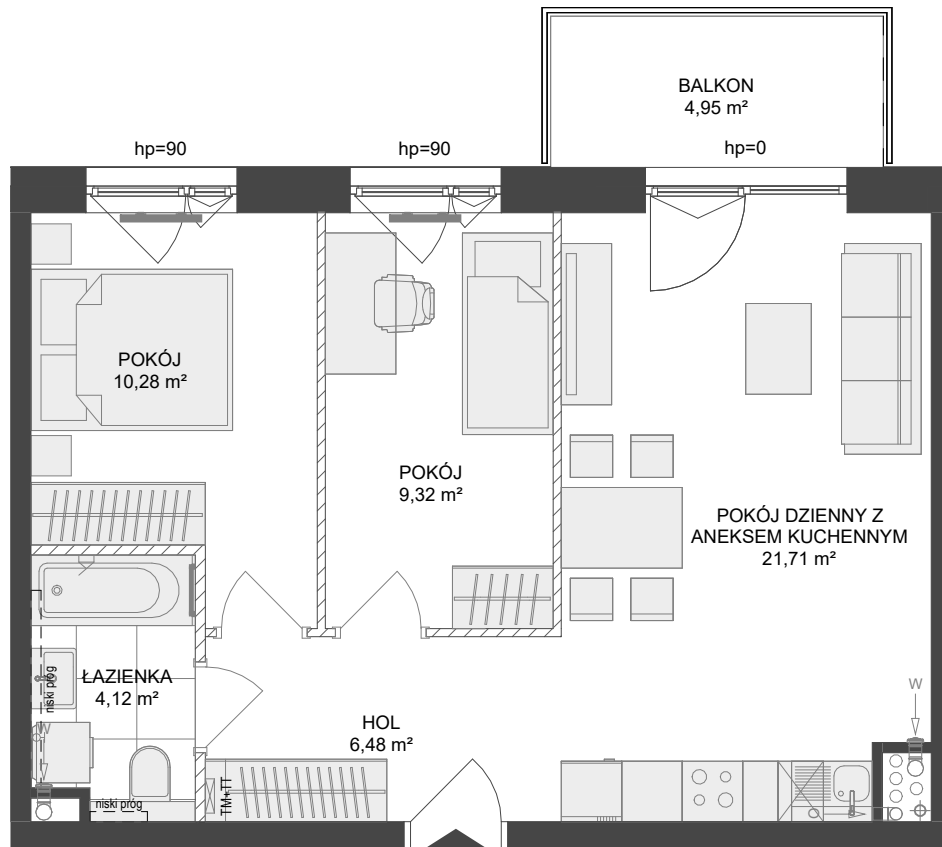 BALKON
4,95 m²
hp=90
hp=90
hp=0
POKÓJ
10,28 m²
POKÓJ
9,32 m²
POKÓJ DZIENNY Z
ANEKSEM KUCHENNYM
21,71 m²
ŁAZIENKA
4,12 m²
niski próg
W
HOL
6,48 m²
W
TM+TT
niski próg